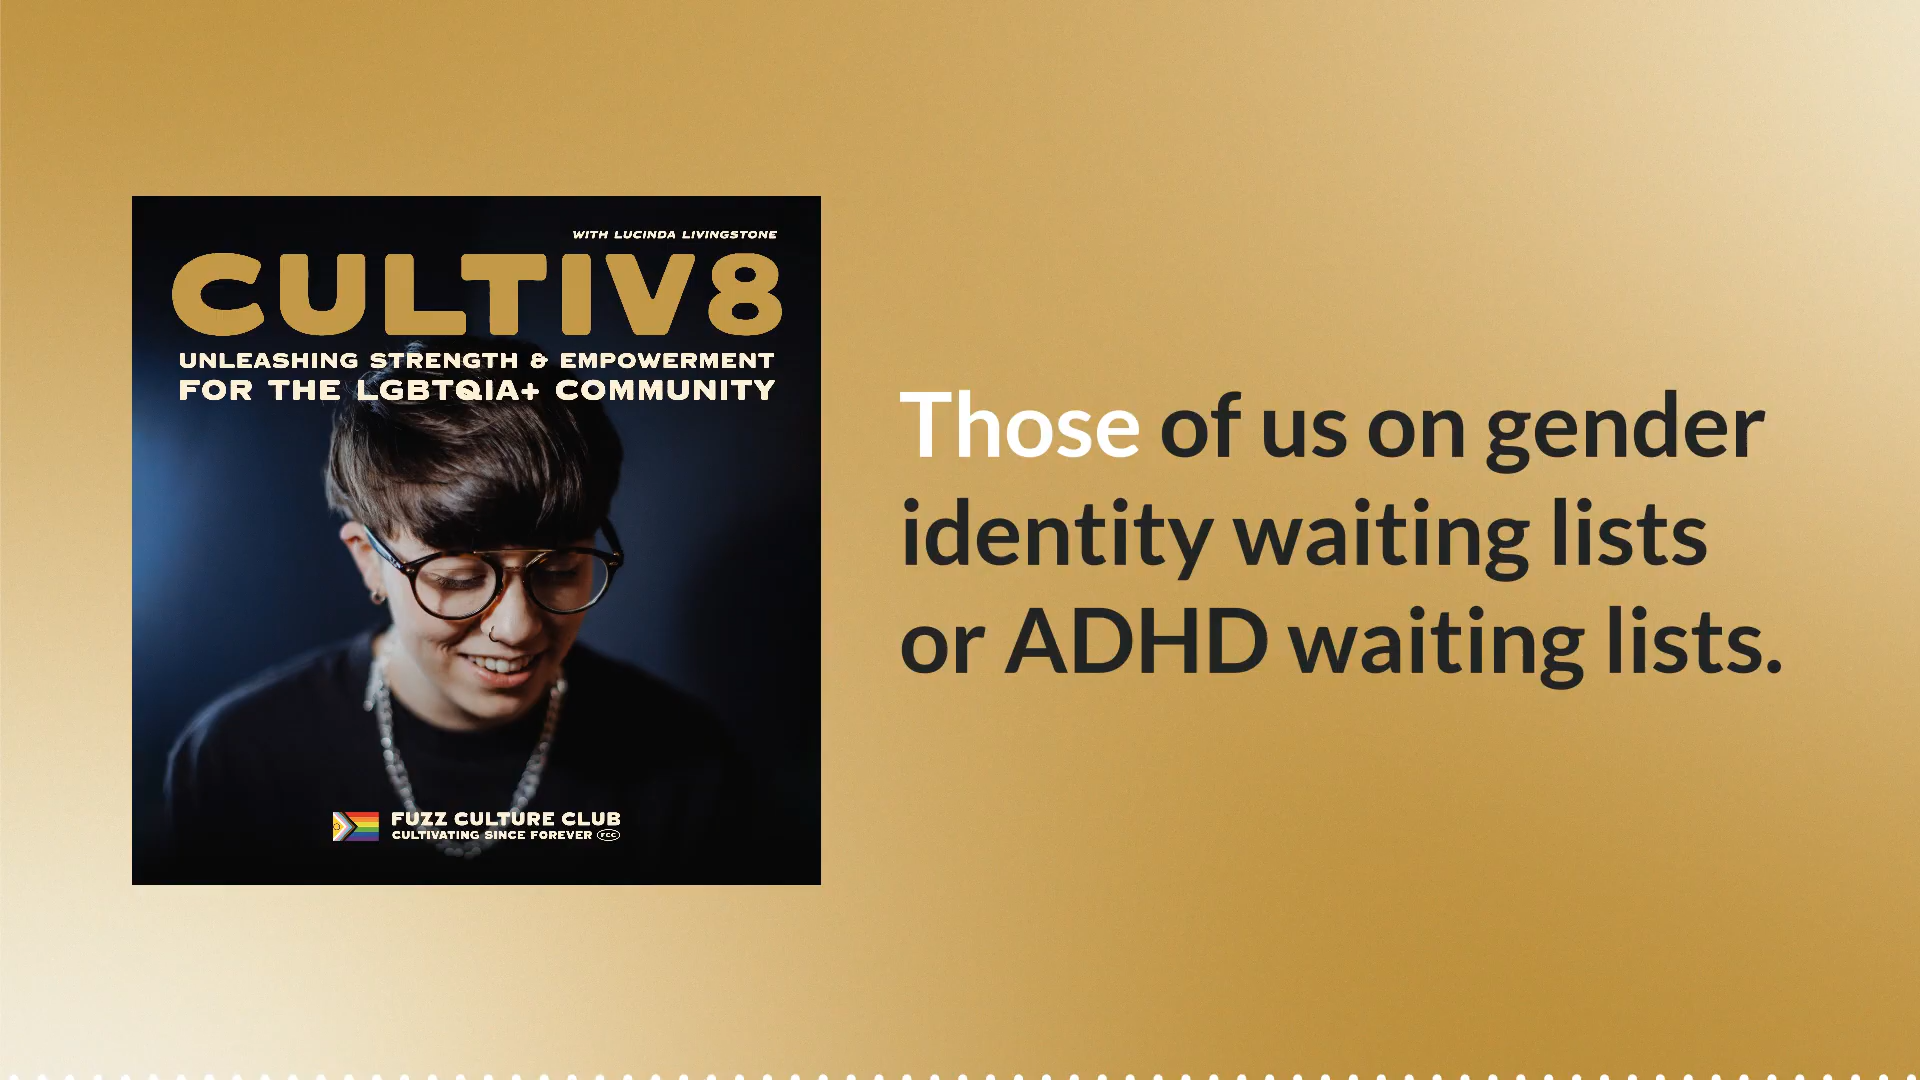 WITH LUCINDA LIVINGSTONE
CULTIV8
UNLEASHING STRENGTH & EMPOWERMENT
FOR THE LGBTQIA+ COMMUNITY
FUZZ CULTURE CLUB
CULTIVATING SINCE FOREVER FCC
Those of us on gender
identity waiting lists
or ADHD waiting lists.